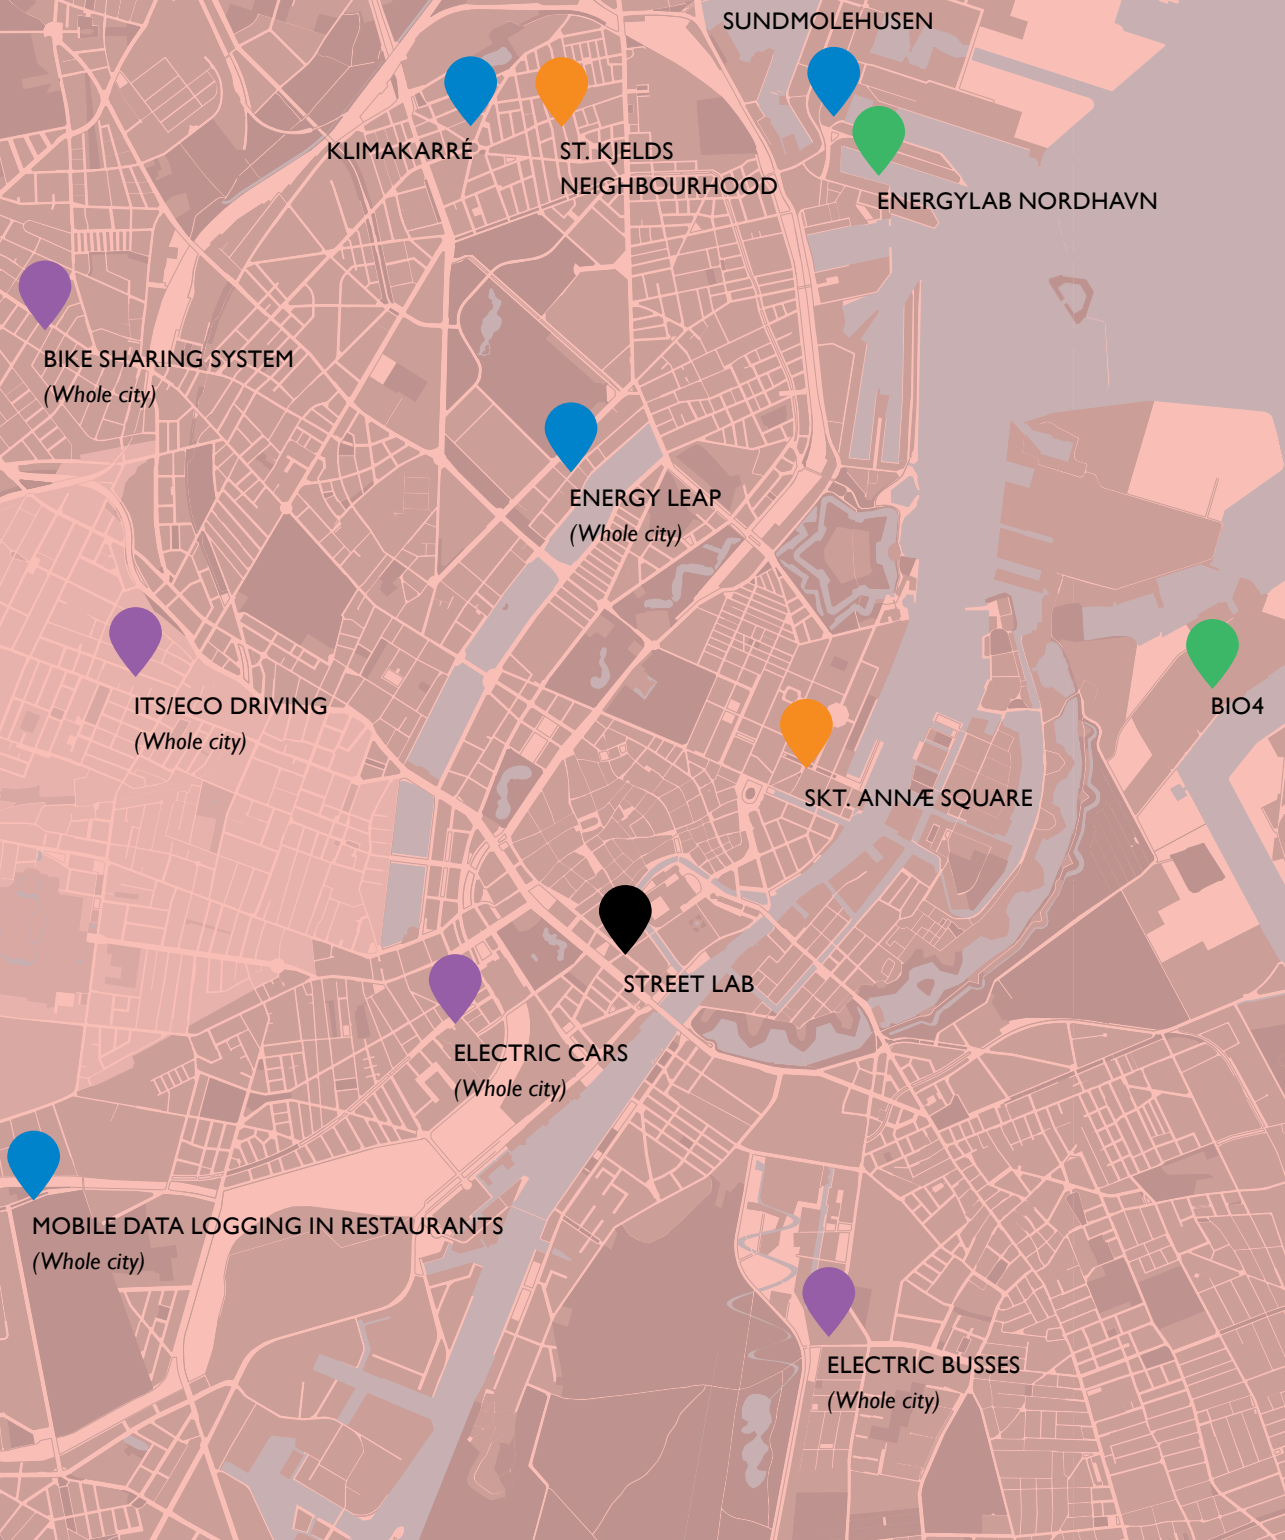 SUNDMOLEHUSEN
KLIMAKARRÉ
ST. KJELDS
NEIGHBOURHOOD
ENERGYLAB NORDHAVN
BIKE SHARING SYSTEM
(Whole city)
ENERGY LEAP
(Whole city)
ITS/ECO DRIVING
(Whole city)
BIO4
SKT. ANNÆ SQUARE
STREET LAB
ELECTRIC CARS
(Whole city)
MOBILE DATA LOGGING IN RESTAURANTS
(Whole city)
ELECTRIC BUSSES
(Whole city)